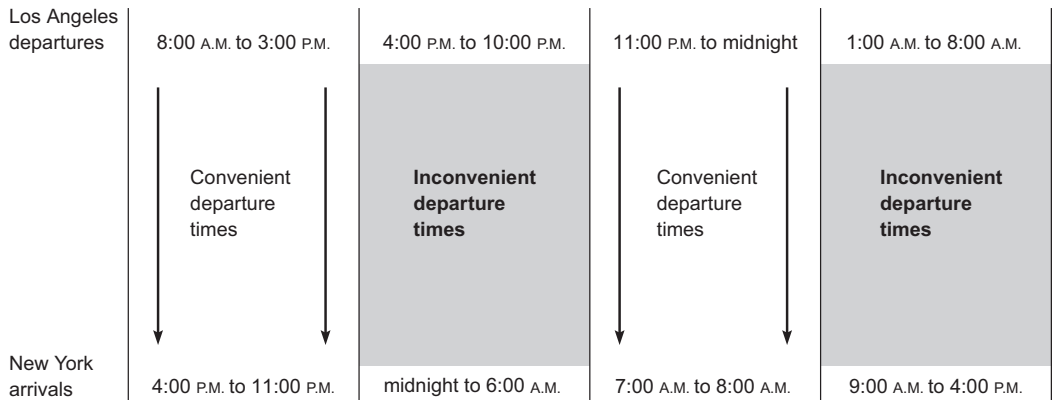 Los Angeles
departures
8:00 A.M. to 3:00 P.M.
4:00 P.M. to 10:00 P.M.
11:00 P.M. to midnight
1:00 A.M. to 8:00 A.M.
Convenient
departure
times
Inconvenient
departure
times
Convenient
departure
times
Inconvenient
departure
times
New York
arrivals
4:00 P.M. to 11:00 P.M.
midnight to 6:00 A.M.
7:00 A.M. to 8:00 A.M.
9:00 A.M. to 4:00 P.M.